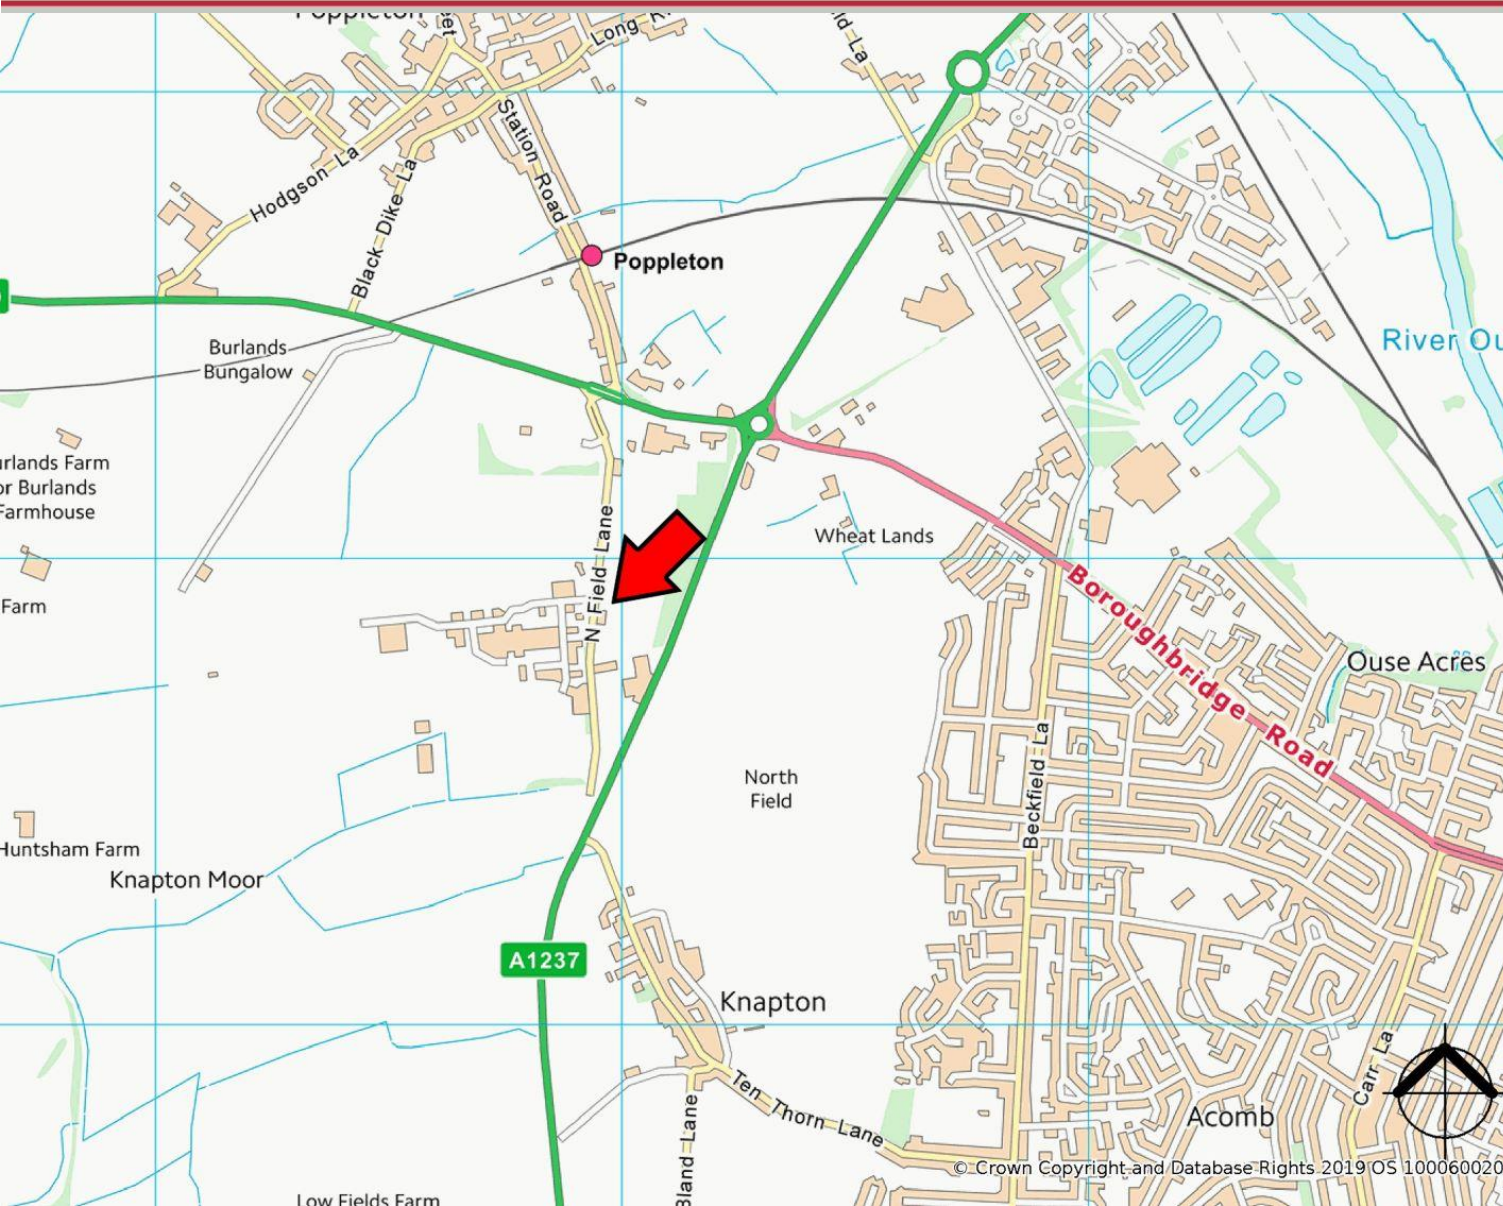 Poppleton
Long
Station Road
Hodgson La
Black Dike La
Poppleton
Burlands
Bungalow
River Ou
urlands Farm
or Burlands
Farmhouse
Farm
N Field Lane
Wheat Lands
Boroughbridge Road
Ouse Acres
Beckfield La
North
Field
Huntsham Farm
Knapton Moor
A1237
Knapton
Ten Thorn Lane
Bland Lane
Carr La
Acomb
© Crown Copyright and Database Rights 2019 OS 100060020
Low Fields Farm